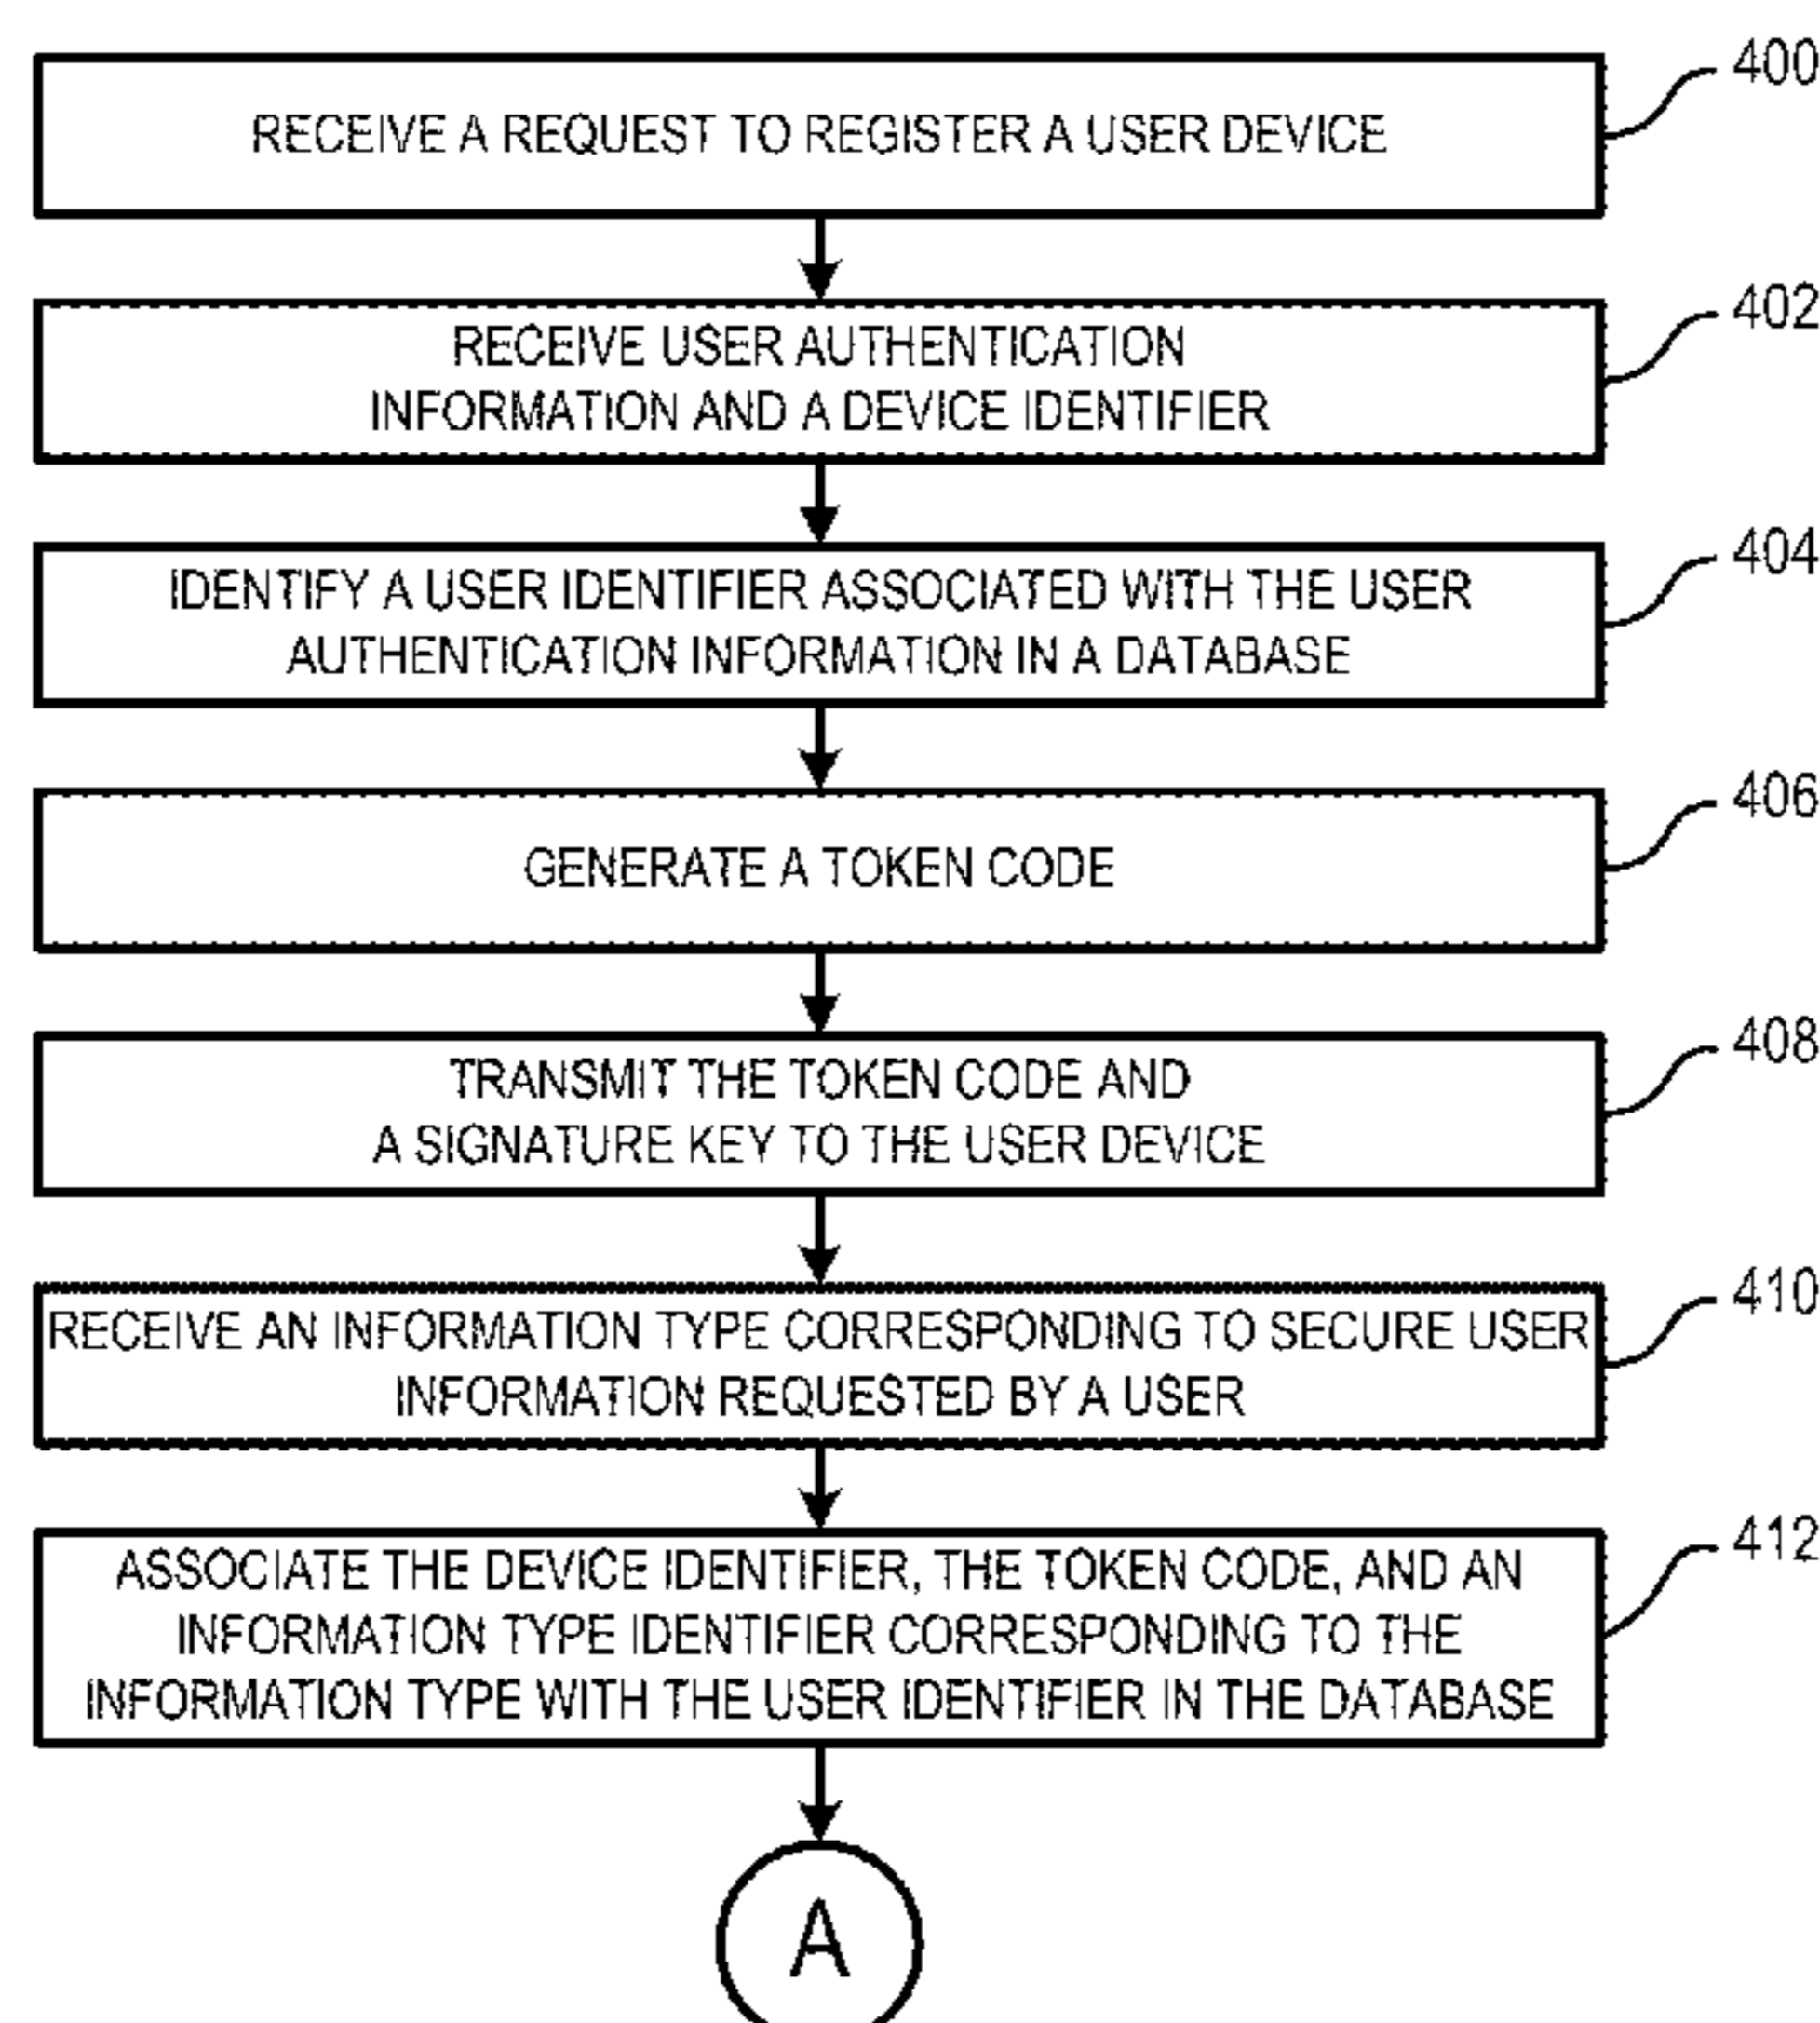 400
RECEIVE A REQUEST TO REGISTER A USER DEVICE
402
RECEIVE USER AUTHENTICATION
INFORMATION AND A DEVICE IDENTIFIER
404
IDENTIFY A USER IDENTIFIER ASSOCIATED WITH THE USER
AUTHENTICATION INFORMATION IN A DATABASE
406
GENERATE A TOKEN CODE
408
TRANSMIT THE TOKEN CODE AND
A SIGNATURE KEY TO THE USER DEVICE
410
RECEIVE AN INFORMATION TYPE CORRESPONDING TO SECURE USER
INFORMATION REQUESTED BY A USER
412
ASSOCIATE THE DEVICE IDENTIFIER, THE TOKEN CODE, AND AN
INFORMATION TYPE IDENTIFIER CORRESPONDING TO THE
INFORMATION TYPE WITH THE USER IDENTIFIER IN THE DATABASE
A